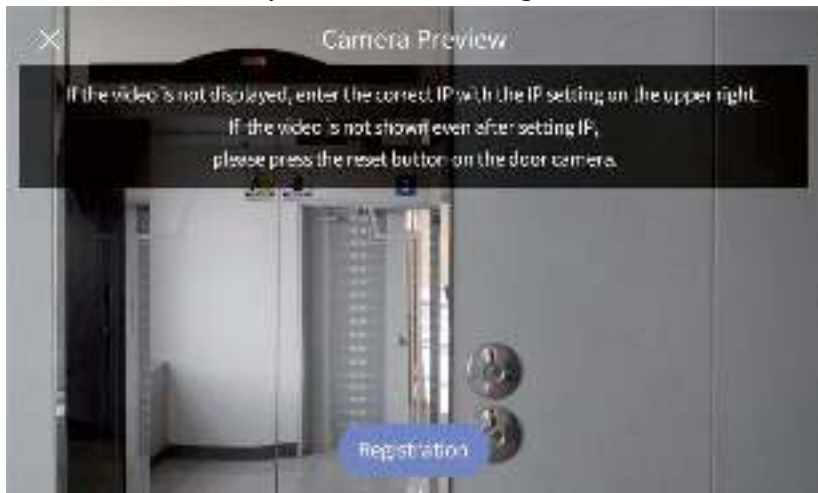 Camera Preview
If the video is not displayed, enter the correct IP with the IP setting on the upper right.
If the video is not shown even after setting IP,
please press the reset button on the door camera.
Registration